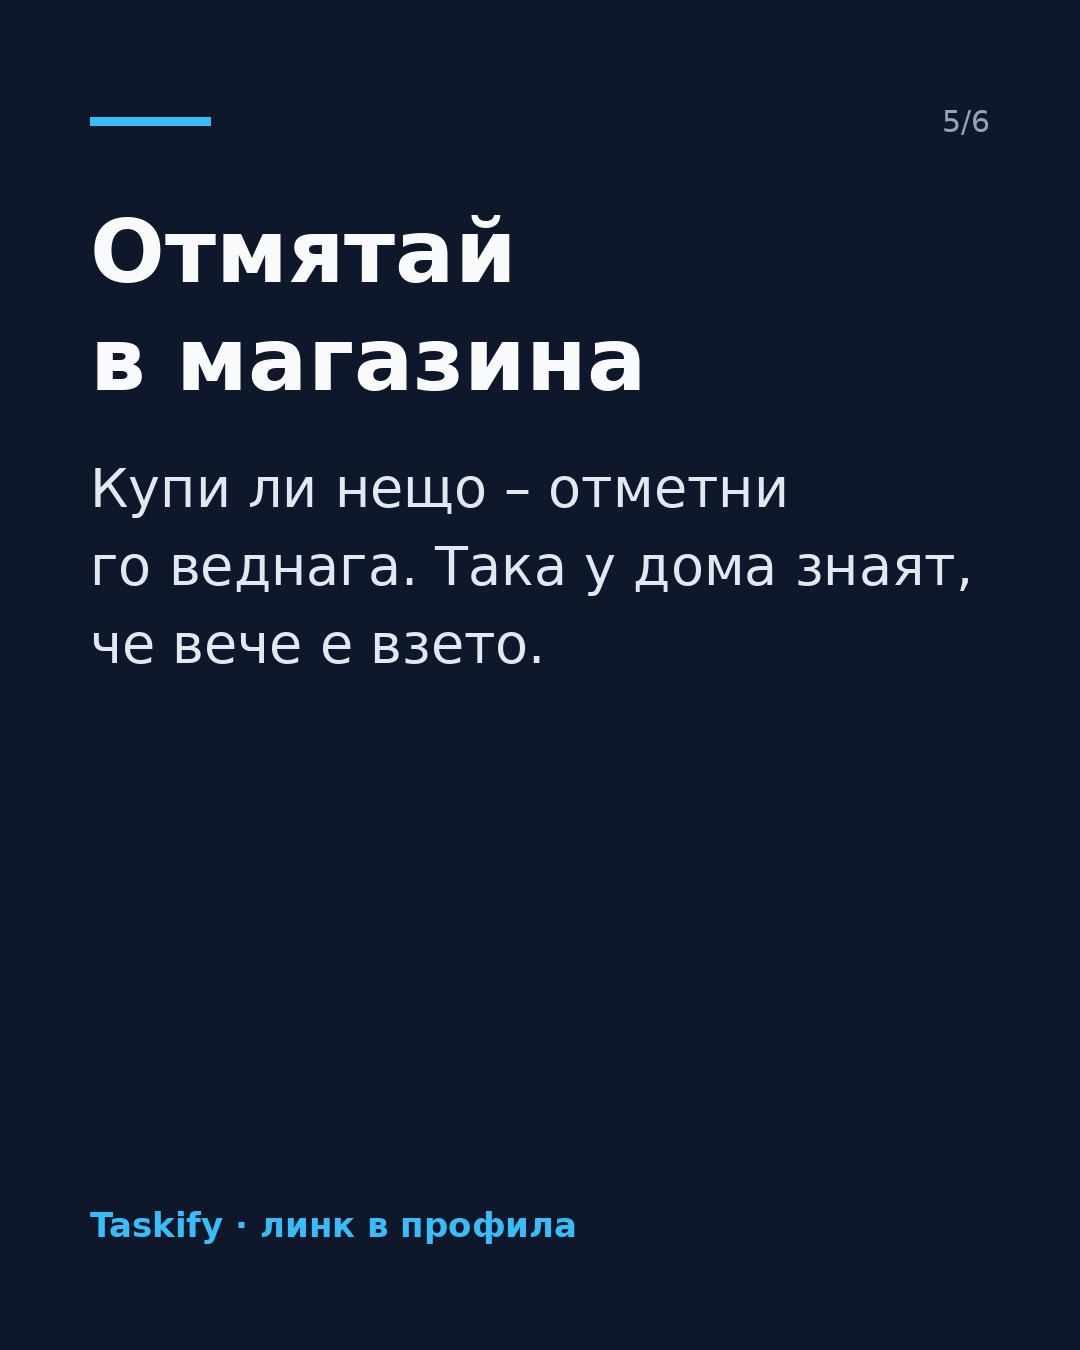 5/6
Отмятай
в магазина
Купи ли нещо – отметни
го веднага. Така у дома знаят,
че вече е взето.
Taskify · линк в профила